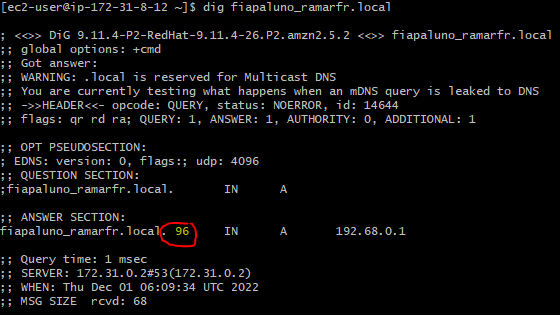 [ec2-user@ip-172-31-8-12 ~]$ dig fiapaluno_ramarfr.local
; <<>> DiG 9.11.4-P2-RedHat-9.11.4-26.P2.amzn2.5.2 <<>> fiapaluno_ramarfr.local
;; global options: +cmd
;; Got answer:
;; WARNING: .local is reserved for Multicast DNS
;; You are currently testing what happens when an mDNS query is leaked to DNS
;; ->>HEADER<<- opcode: QUERY, status: NOERROR, id: 14644
;; flags: qr rd ra; QUERY: 1, ANSWER: 1, AUTHORITY: 0, ADDITIONAL: 1
;; OPT PSEUDOSECTION:
; EDNS: version: 0, flags:; udp: 4096
;; QUESTION SECTION:
;fiapaluno_ramarfr.local. IN A
;; ANSWER SECTION:
fiapaluno_ramarfr.local. 96 IN A 192.68.0.1
;; Query time: 1 msec
;; SERVER: 172.31.0.2#53(172.31.0.2)
;; WHEN: Thu Dec 01 06:09:34 UTC 2022
;; MSG SIZE rcvd: 68